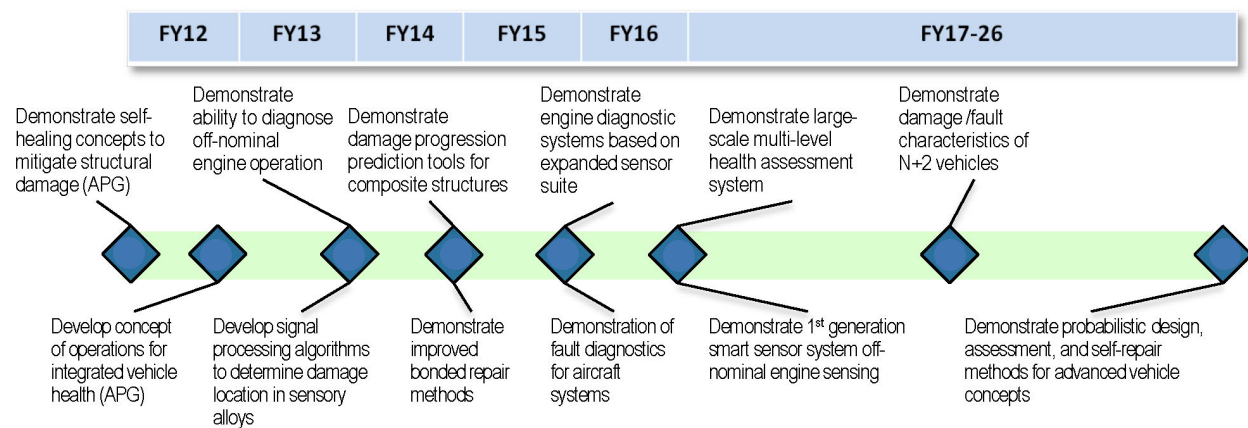 FY12 FY13 FY14 FY15 FY16 FY17-26
Demonstrate self-
healing concepts to
mitigate structural
damage (APG)
Demonstrate
ability to diagnose
off-nominal
engine operation
Demonstrate
damage progression
prediction tools for
composite structures
Demonstrate
engine diagnostic
systems based on
expanded sensor
suite
Demonstrate large-
scale multi-level
health assessment
system
Demonstrate
damage /fault
characteristics of
N+2 vehicles
Develop concept
of operations for
integrated vehicle
health (APG)
Develop signal
processing algorithms
to determine damage
location in sensory
alloys
Demonstrate
improved
bonded repair
methods
Demonstration of
fault diagnostics
for aircraft
systems
Demonstrate 1st generation
smart sensor system off-
nominal engine sensing
Demonstrate probabilistic design,
assessment, and self-repair
methods for advanced vehicle
concepts